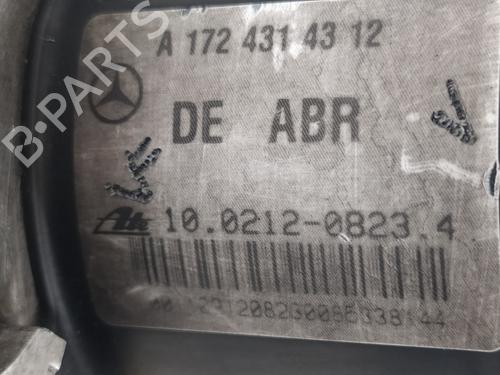 A 172 431 43 12
B-PARTS
DE ABR
Ate 10.0212-0823.4